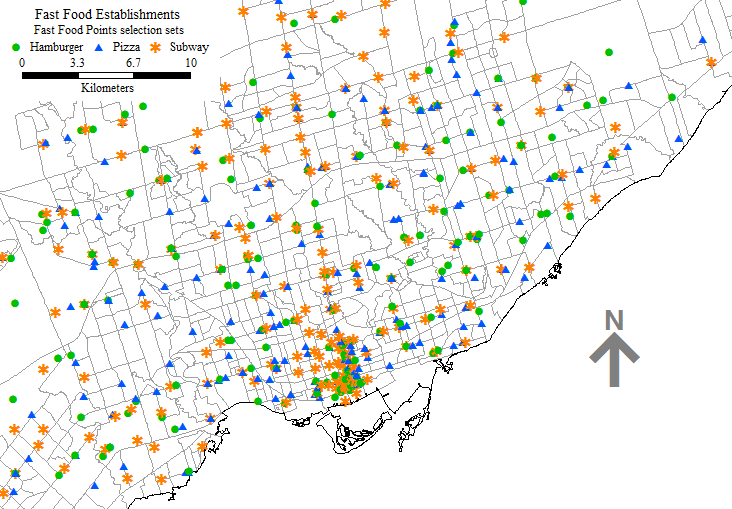 Fast Food Establishments
Fast Food Points selection sets
Hamburger Pizza Subway
0 3.3 6.7 10
Kilometers
N